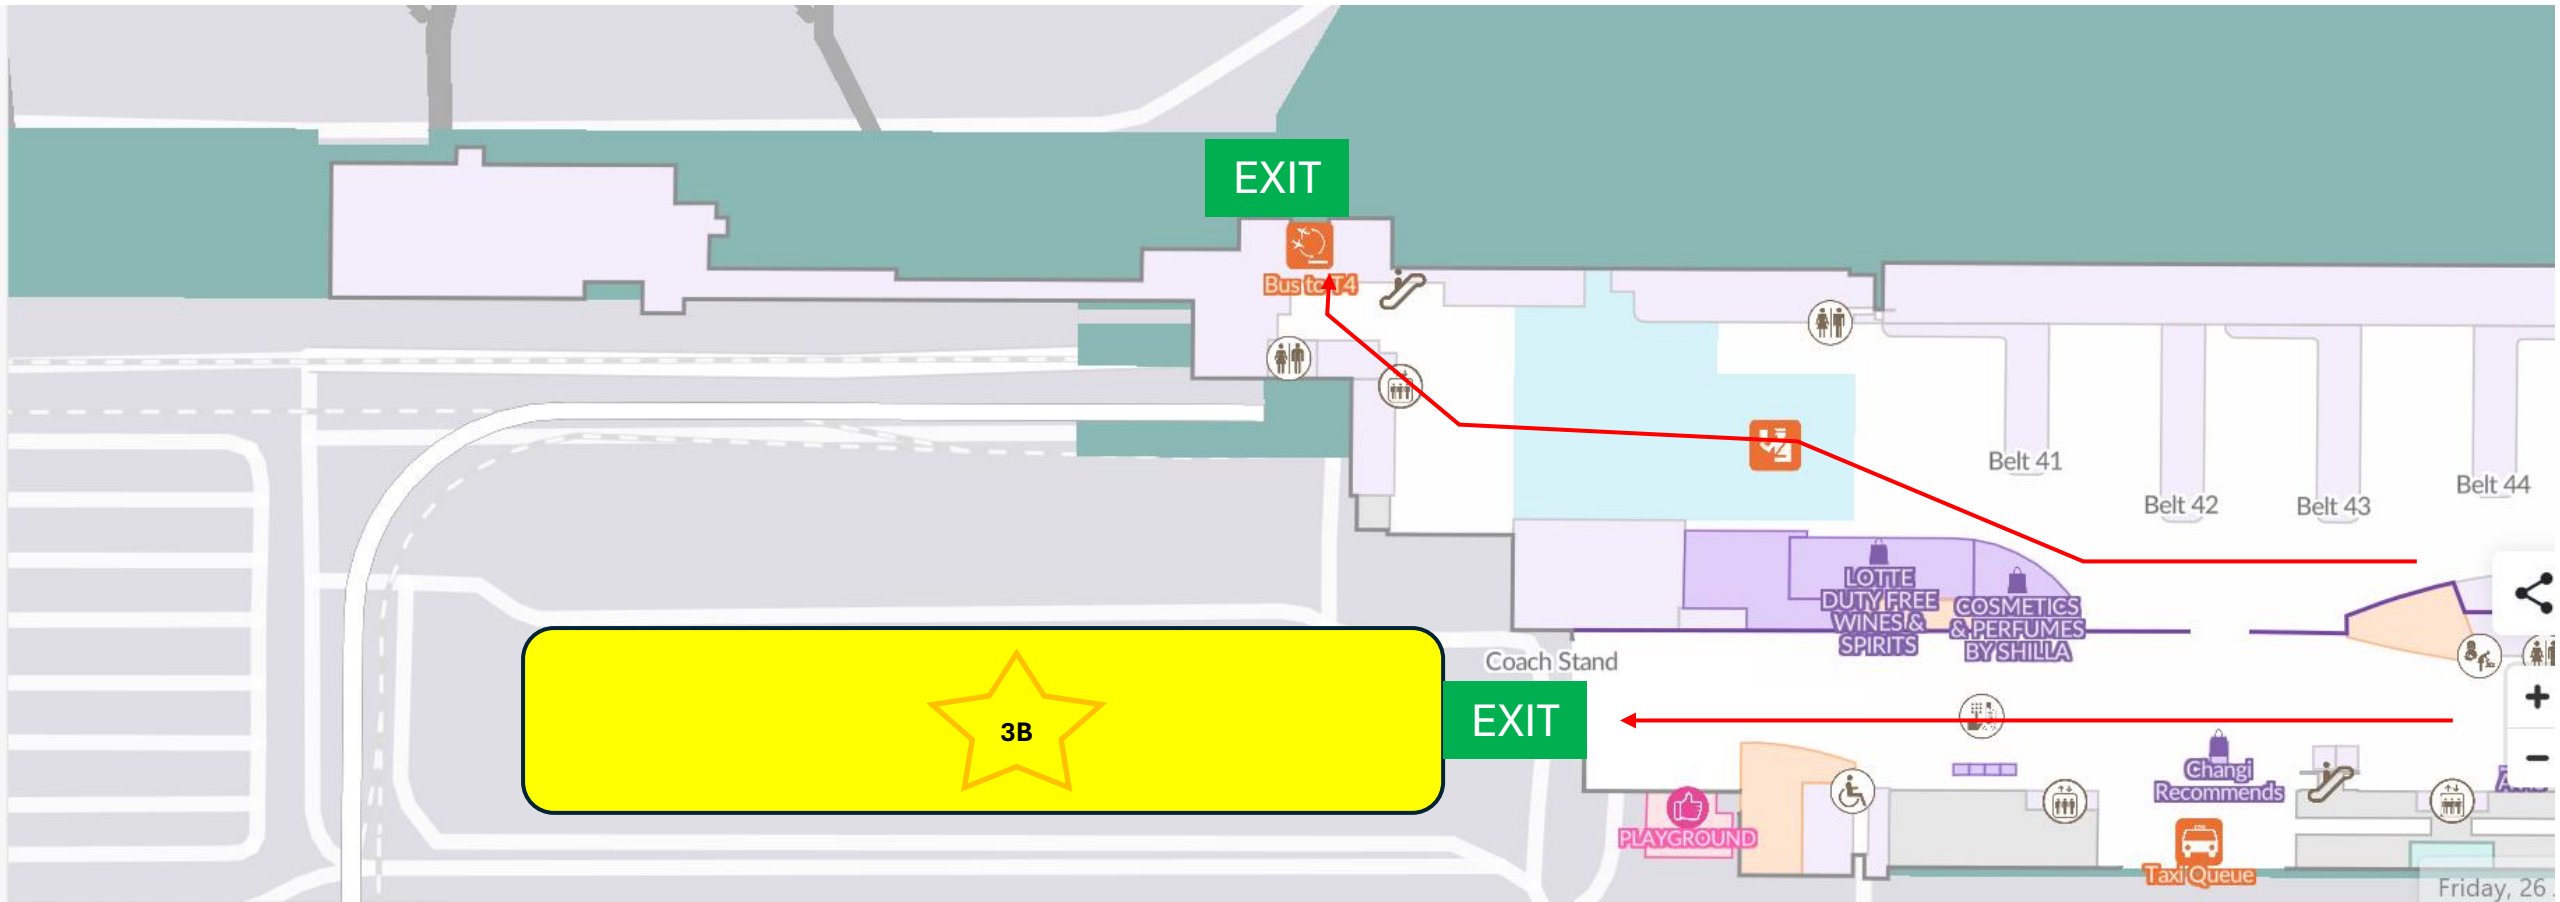 EXIT
Bus to T4
Belt 41
Belt 42
Belt 43
Belt 44
LOTTE
DUTY FREE
WINES &
SPIRITS
COSMETICS
& PERFUMES
BY SHILLA
Coach Stand
EXIT
3B
Changi
Recommends
PLAYGROUND
Taxi Queue
Friday, 26